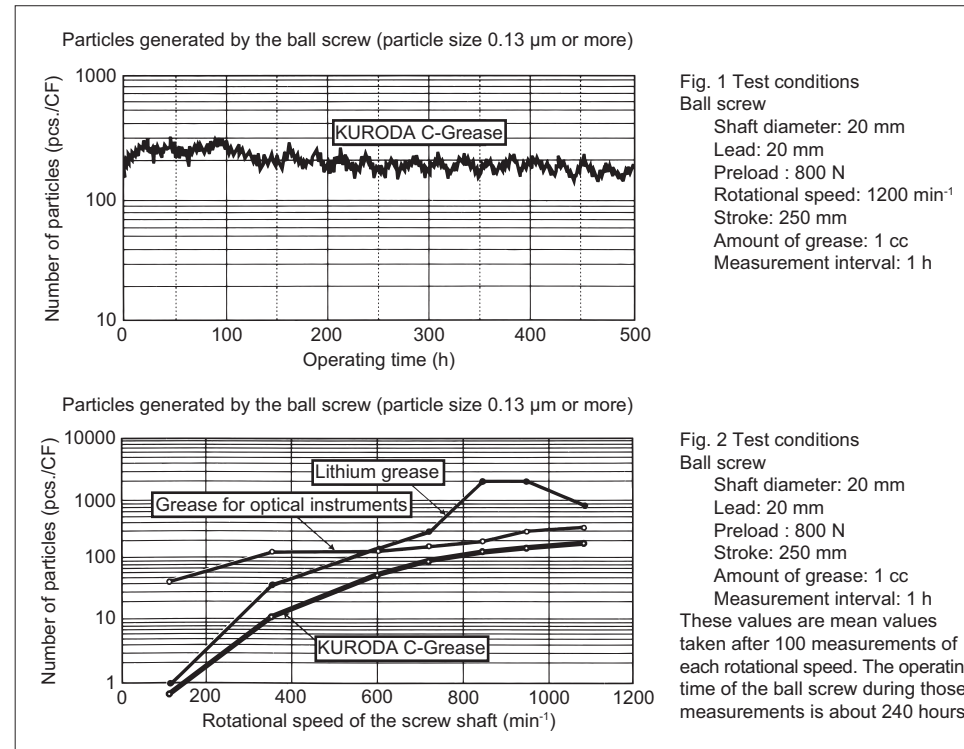 Particles generated by the ball screw (particle size 0.13 µm or more)
Number of particles (pcs./CF)
1000
100
10
KURODA C-Grease
0 100 200 300 400 500
Operating time (h)
Fig. 1 Test conditions
Ball screw
Shaft diameter: 20 mm
Lead: 20 mm
Preload : 800 N
Rotational speed: 1200 min⁻¹
Stroke: 250 mm
Amount of grease: 1 cc
Measurement interval: 1 h
Particles generated by the ball screw (particle size 0.13 µm or more)
Number of particles (pcs./CF)
10000
1000
100
10
1
Lithium grease
Grease for optical instruments
KURODA C-Grease
0 200 400 600 800 1000 1200
Rotational speed of the screw shaft (min⁻¹)
Fig. 2 Test conditions
Ball screw
Shaft diameter: 20 mm
Lead: 20 mm
Preload : 800 N
Stroke: 250 mm
Amount of grease: 1 cc
Measurement interval: 1 h
These values are mean values
taken after 100 measurements of
each rotational speed. The operatin
time of the ball screw during those
measurements is about 240 hours